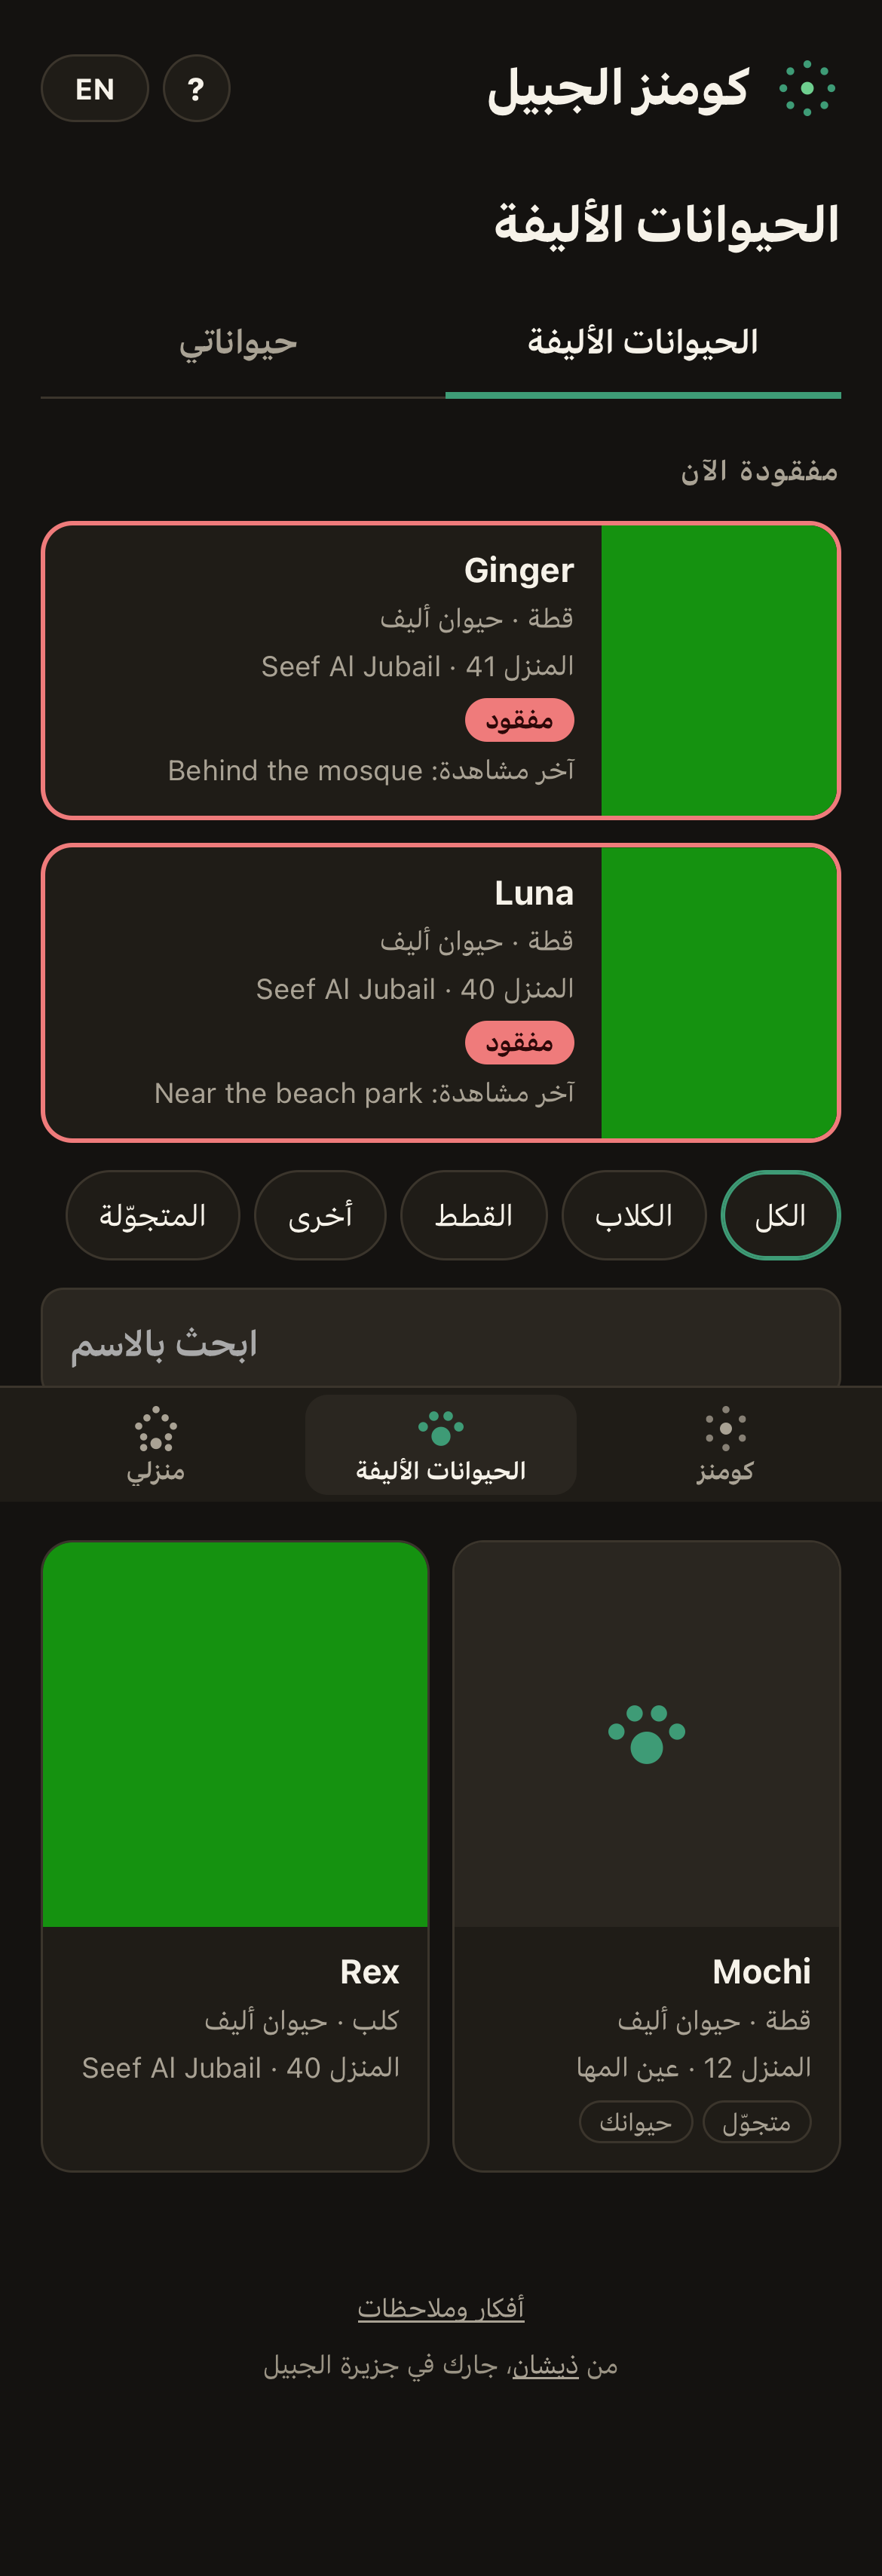 كومنز الجبيل
?
EN
الحيوانات الأليفة
الحيوانات الأليفة
حيواناتي
مفقودة الآن
Ginger
قطة · حيوان أليف
المنزل 41 · Seef Al Jubail
مفقود
آخر مشاهدة: Behind the mosque
Luna
قطة · حيوان أليف
المنزل 40 · Seef Al Jubail
مفقود
آخر مشاهدة: Near the beach park
الكل
الكلاب
القطط
أخرى
المتجوّلة
ابحث بالاسم
كومنز
الحيوانات الأليفة
منزلي
Mochi
قطة · حيوان أليف
المنزل 12 · عين المها
متجوّل
حيوانك
Rex
كلب · حيوان أليف
المنزل 40 · Seef Al Jubail
أفكار وملاحظات
من ذيشان، جارك في جزيرة الجبيل